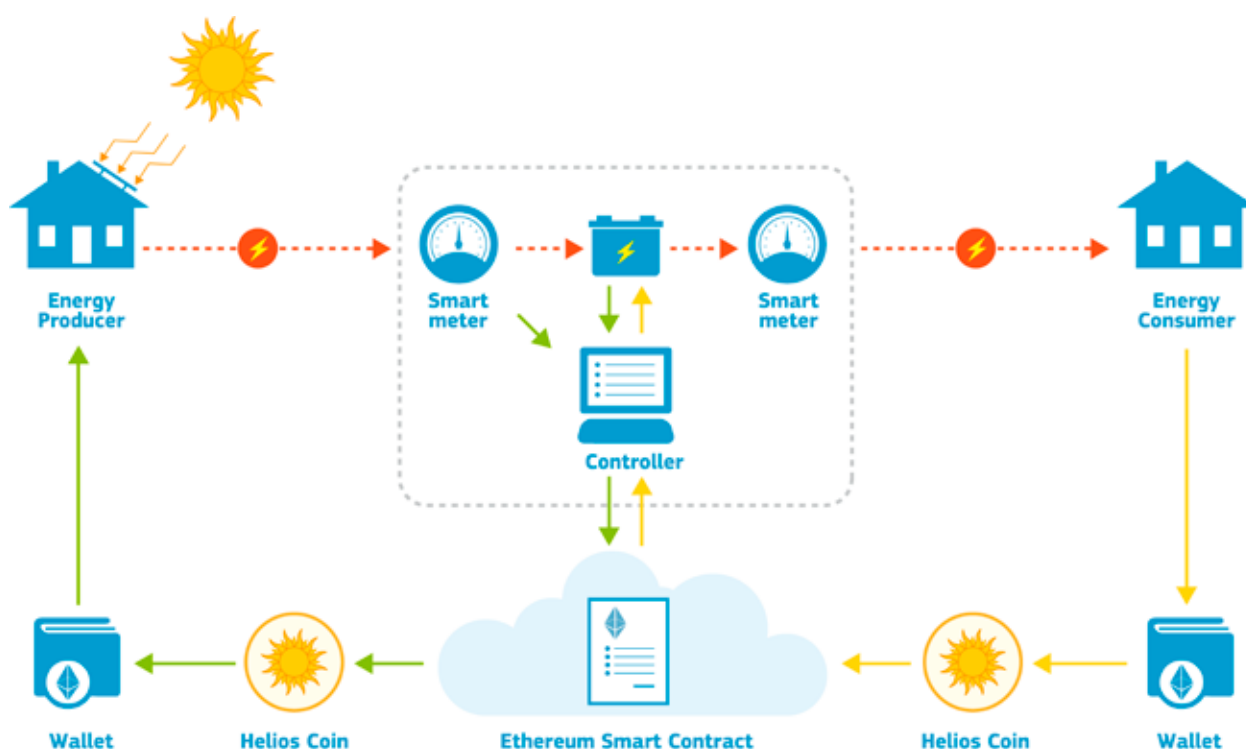 Energy
Producer
Smart
meter
Smart
meter
Energy
Consumer
Controller
Wallet
Helios Coin
Ethereum Smart Contract
Helios Coin
Wallet